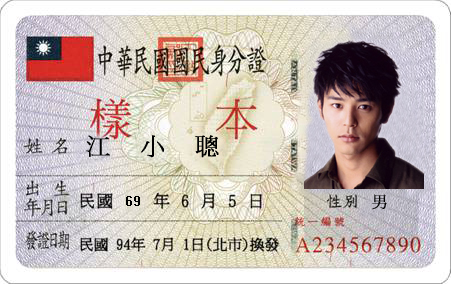 中華民國國民身分證
樣本
姓名 江小聰
出生年月日 民國 69 年 6 月 5 日
性別 男
統一編號
發證日期 民國 94年 7月 1日(北市)換發
A234567890